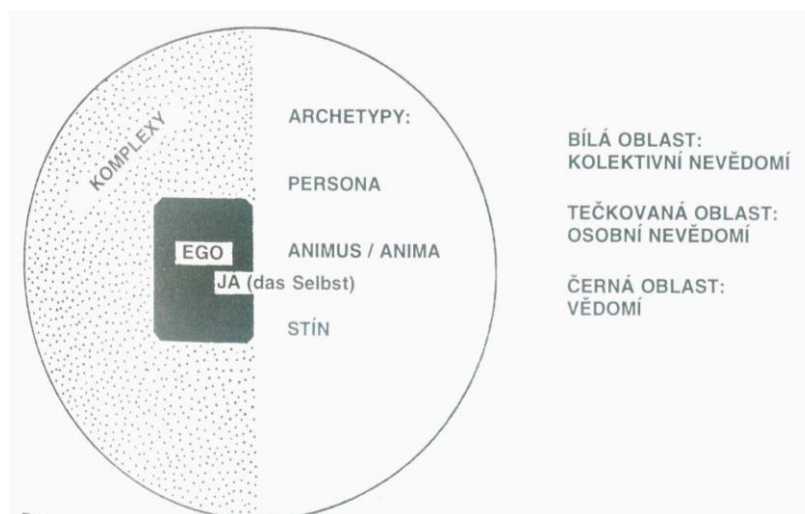 KOMPLEXY
ARCHETYPY:
PERSONA
EGO
ANIMUS / ANIMA
JÁ (das Selbst)
STÍN
BÍLÁ OBLAST:
KOLEKTIVNÍ NEVĚDOMÍ
TEČKOVANÁ OBLAST:
OSOBNÍ NEVĚDOMÍ
ČERNÁ OBLAST:
VĚDOMÍ